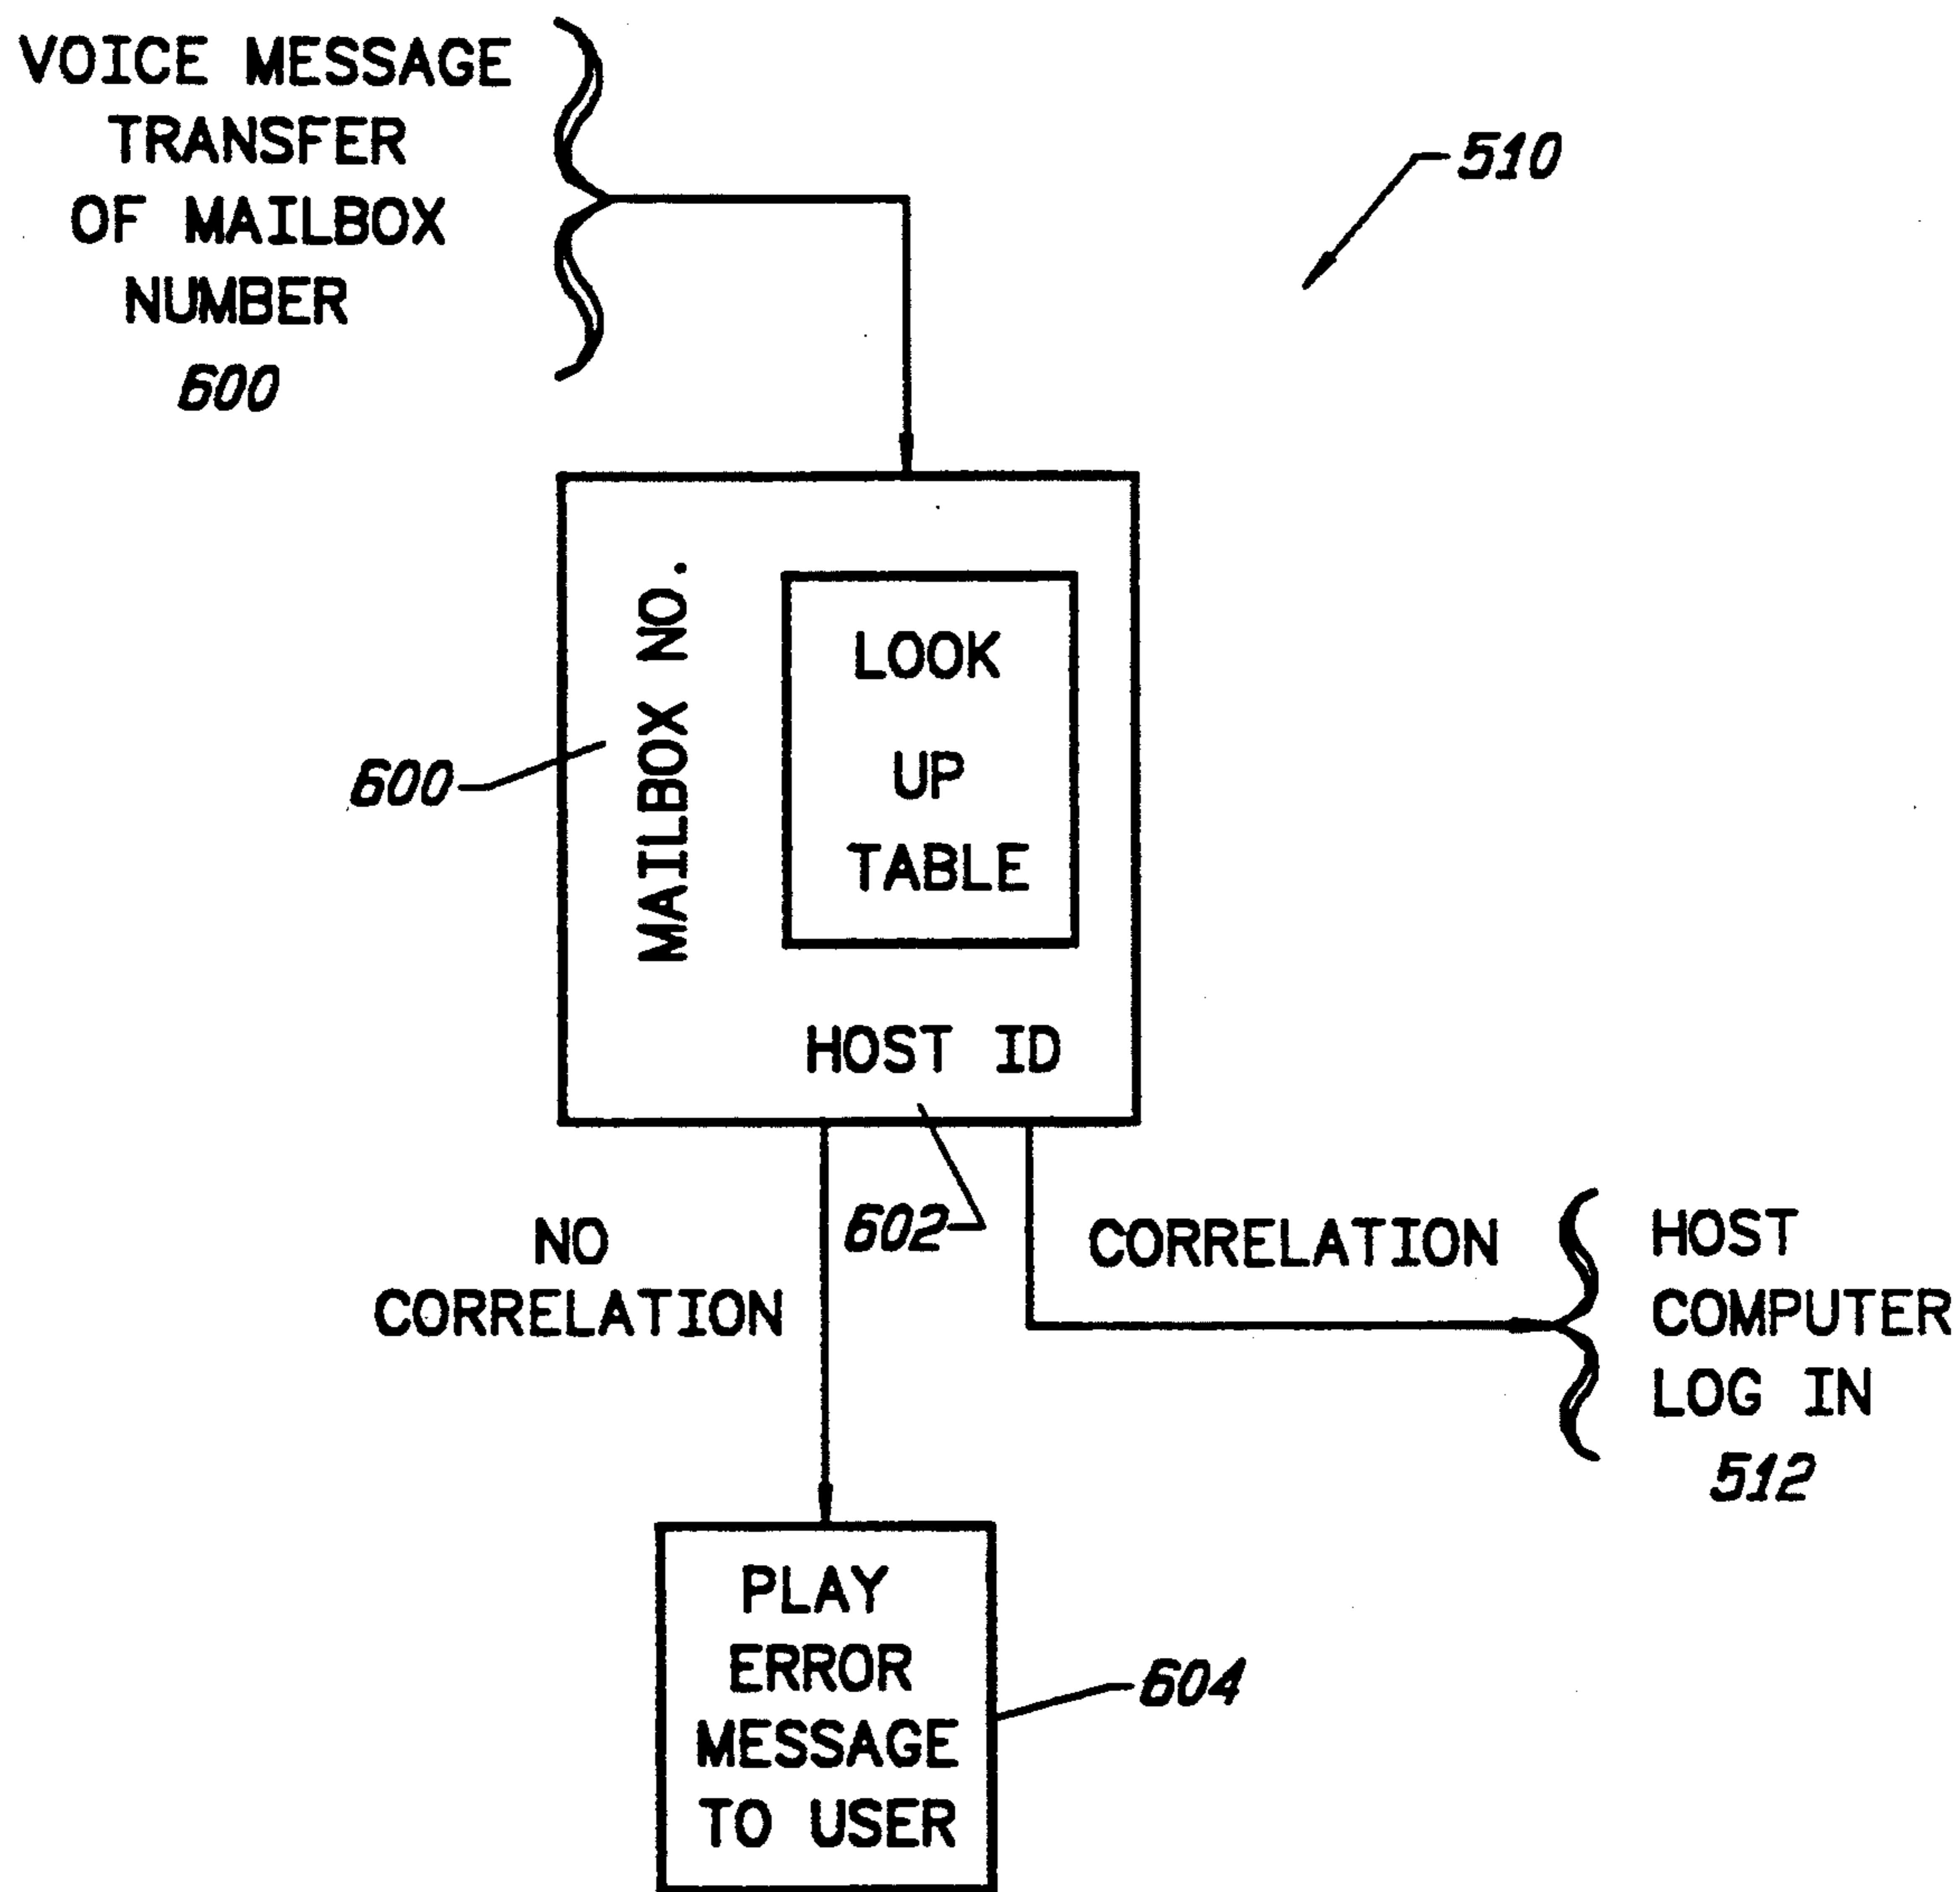 VOICE MESSAGE
TRANSFER
OF MAILBOX
NUMBER
600
510
MAILBOX NO.
600
LOOK
UP
TABLE
HOST ID
602
NO
CORRELATION
CORRELATION
HOST
COMPUTER
LOG IN
512
PLAY
ERROR
MESSAGE
TO USER
604